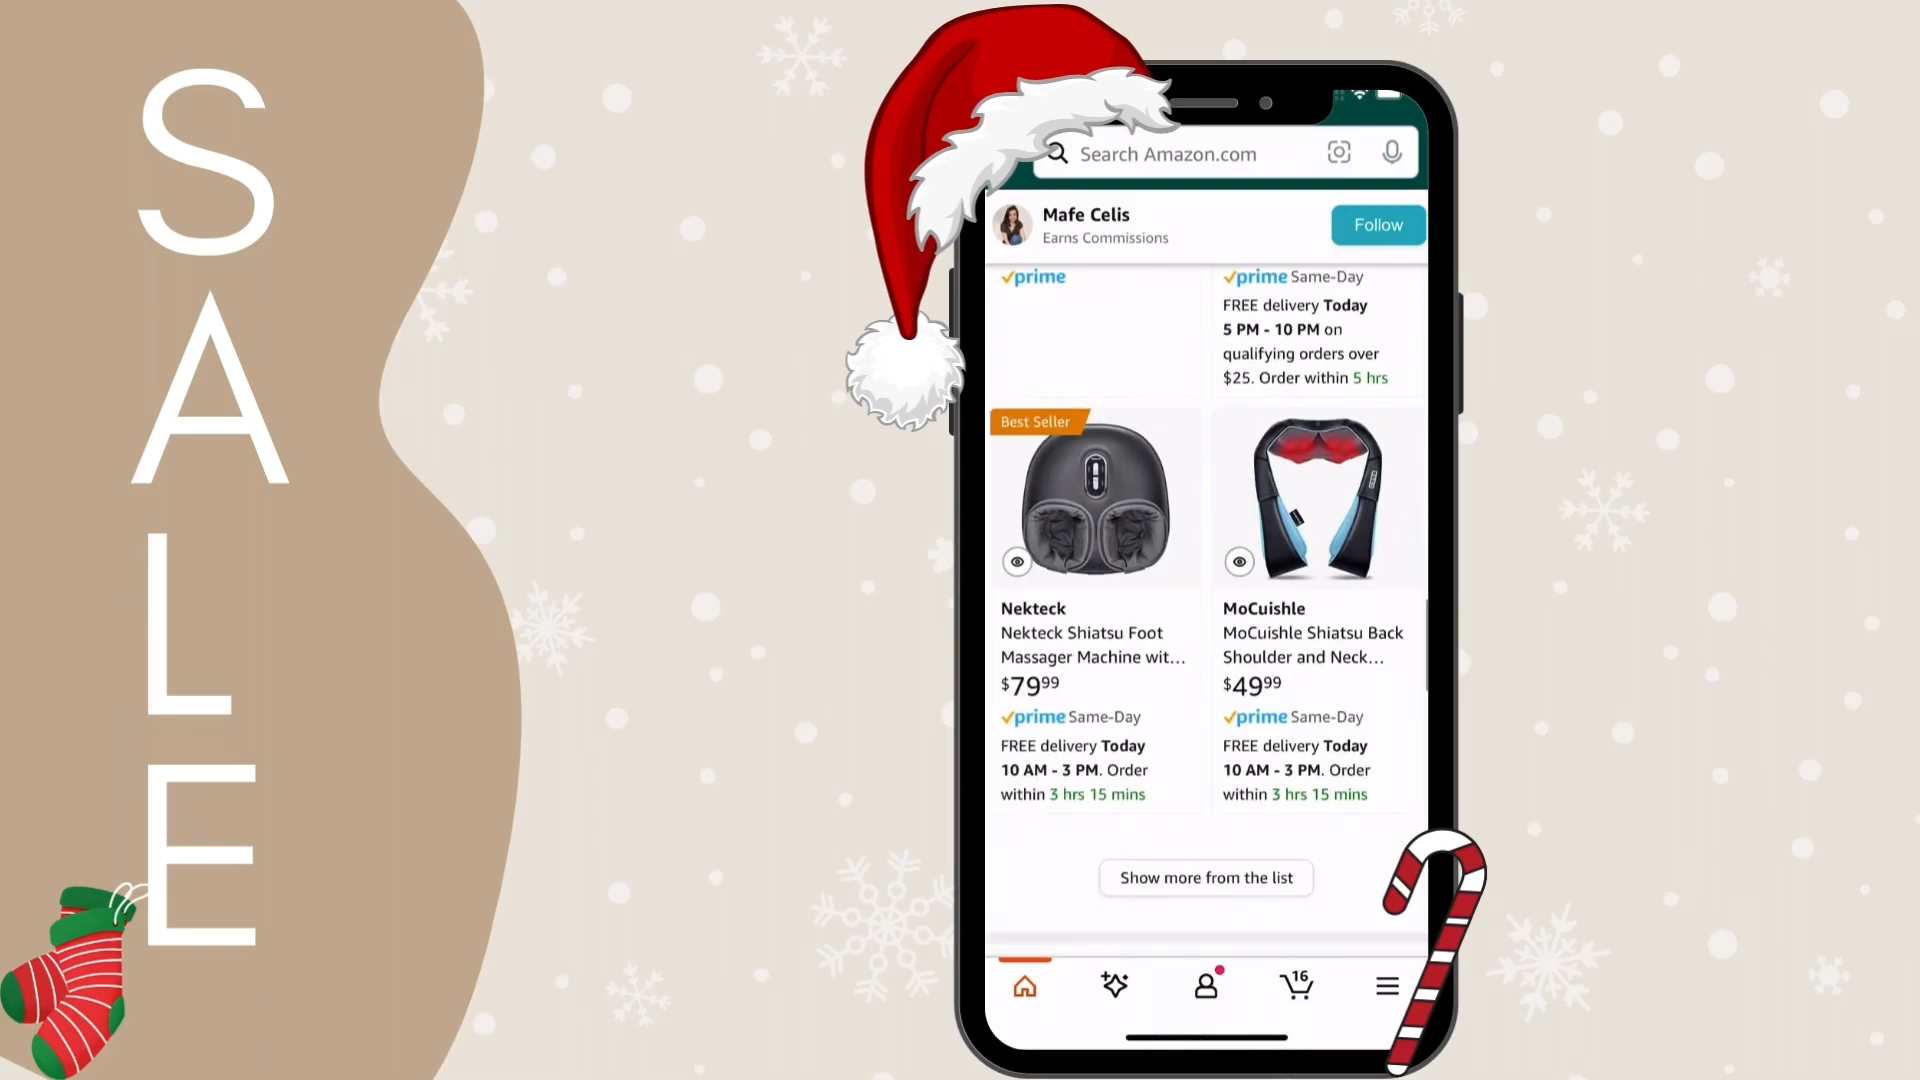 SALE
Search Amazon.com
Mafe Celis
Earns Commissions
Follow
prime
prime Same-Day
FREE delivery Today
5 PM - 10 PM on
qualifying orders over
$25. Order within 5 hrs
Best Seller
Nekteck
Nekteck Shiatsu Foot
Massager Machine wit...
$79.99
prime Same-Day
FREE delivery Today
10 AM - 3 PM. Order
within 3 hrs 15 mins
MoCuishle
MoCuishle Shiatsu Back
Shoulder and Neck...
$49.99
prime Same-Day
FREE delivery Today
10 AM - 3 PM. Order
within 3 hrs 15 mins
Show more from the list
16